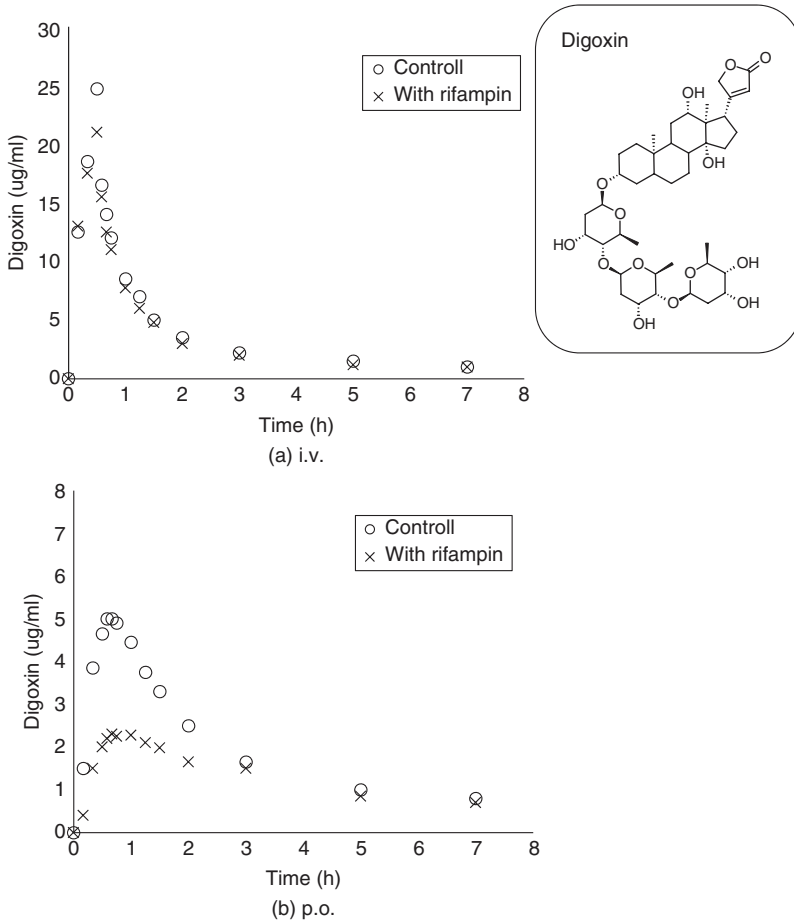 30
25
20
15
10
5
0
Digoxin (ug/ml)
Controll
With rifampin
0 1 2 3 4 5 6 7 8
Time (h)
(a) i.v.
Digoxin
O
O
OH
OH
O
O
HO
O
O
O
OH
O
O
OH
OH
8
7
6
5
4
3
2
1
0
Digoxin (ug/ml)
Controll
With rifampin
0 1 2 3 4 5 6 7 8
Time (h)
(b) p.o.